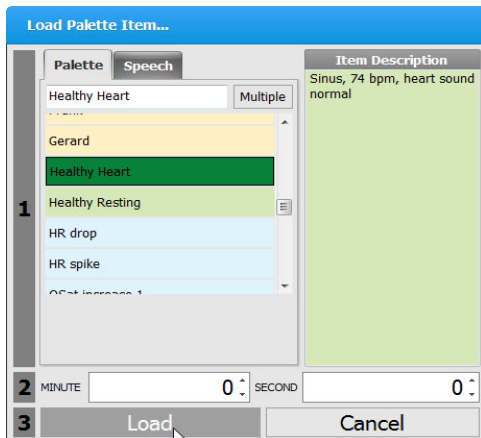 Load Palette Item...
Palette
Speech
Healthy Heart
Multiple
Gerard
Healthy Heart
Healthy Resting
HR drop
HR spike
Item Description
Sinus, 74 bpm, heart sound
normal
1
2
MINUTE
0
SECOND
0
3
Load
Cancel